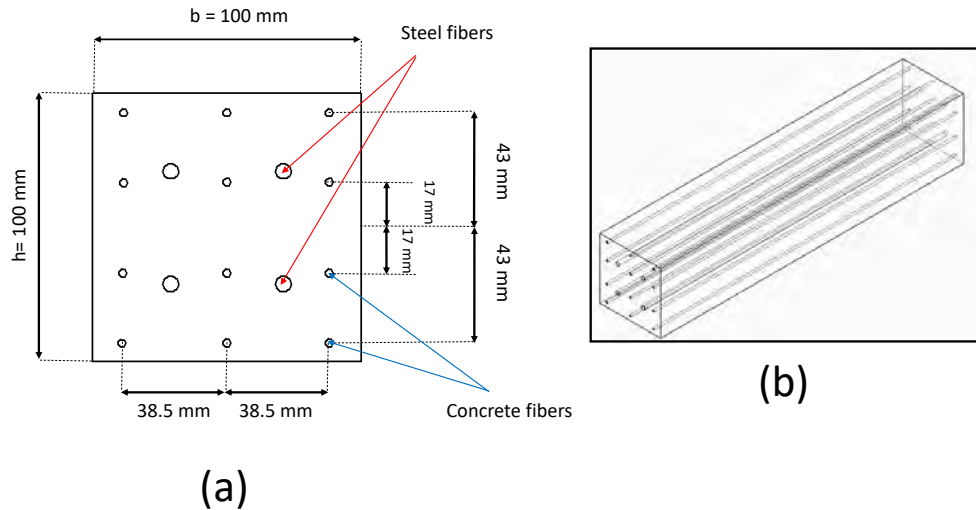 b = 100 mm
Steel fibers
h= 100 mm
43 mm
17 mm
17 mm
43 mm
38.5 mm
38.5 mm
Concrete fibers
(a)
(b)